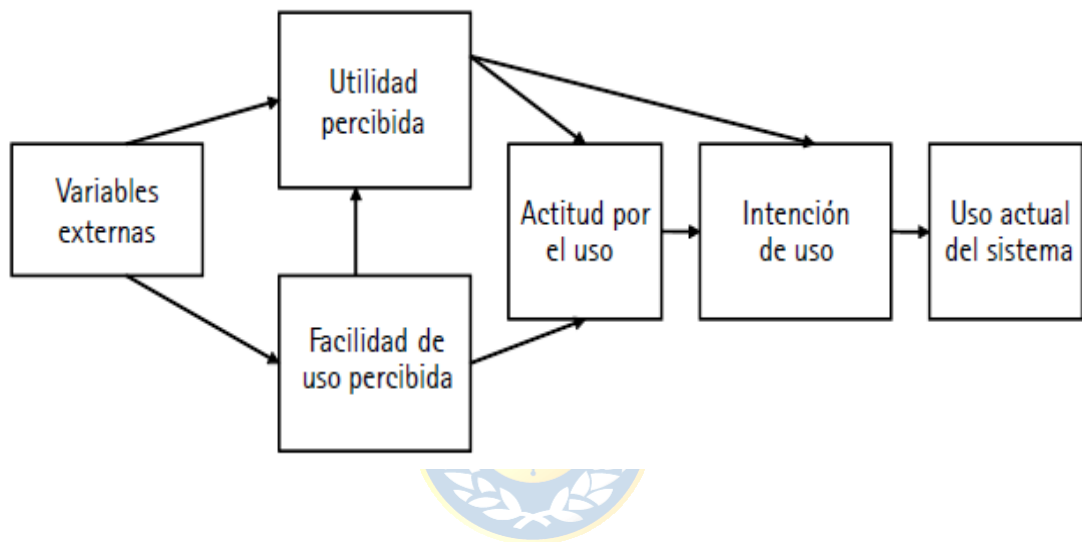 Utilidad
percibida
Variables
externas
Actitud por
el uso
Intención
de uso
Uso actual
del sistema
Facilidad de
uso percibida